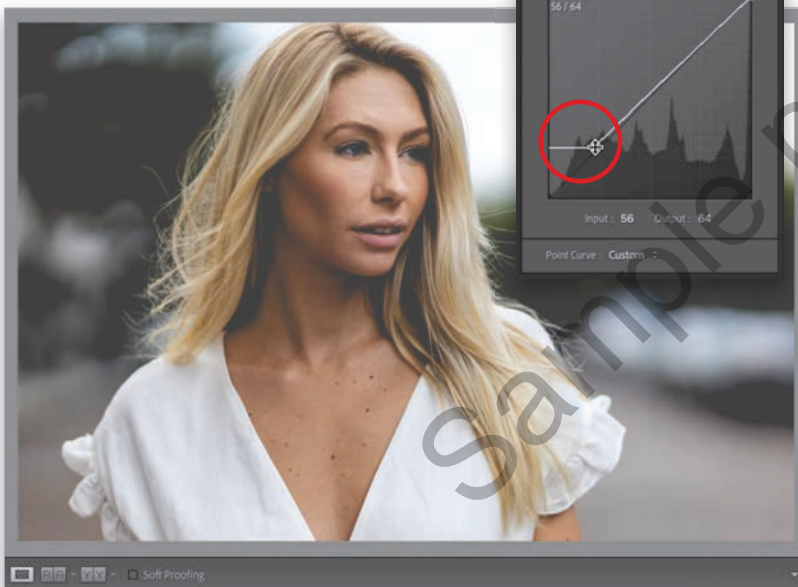 56 / 64
Input : 56 Output : 64
Point Curve : Custom
Sample
Soft Proofing